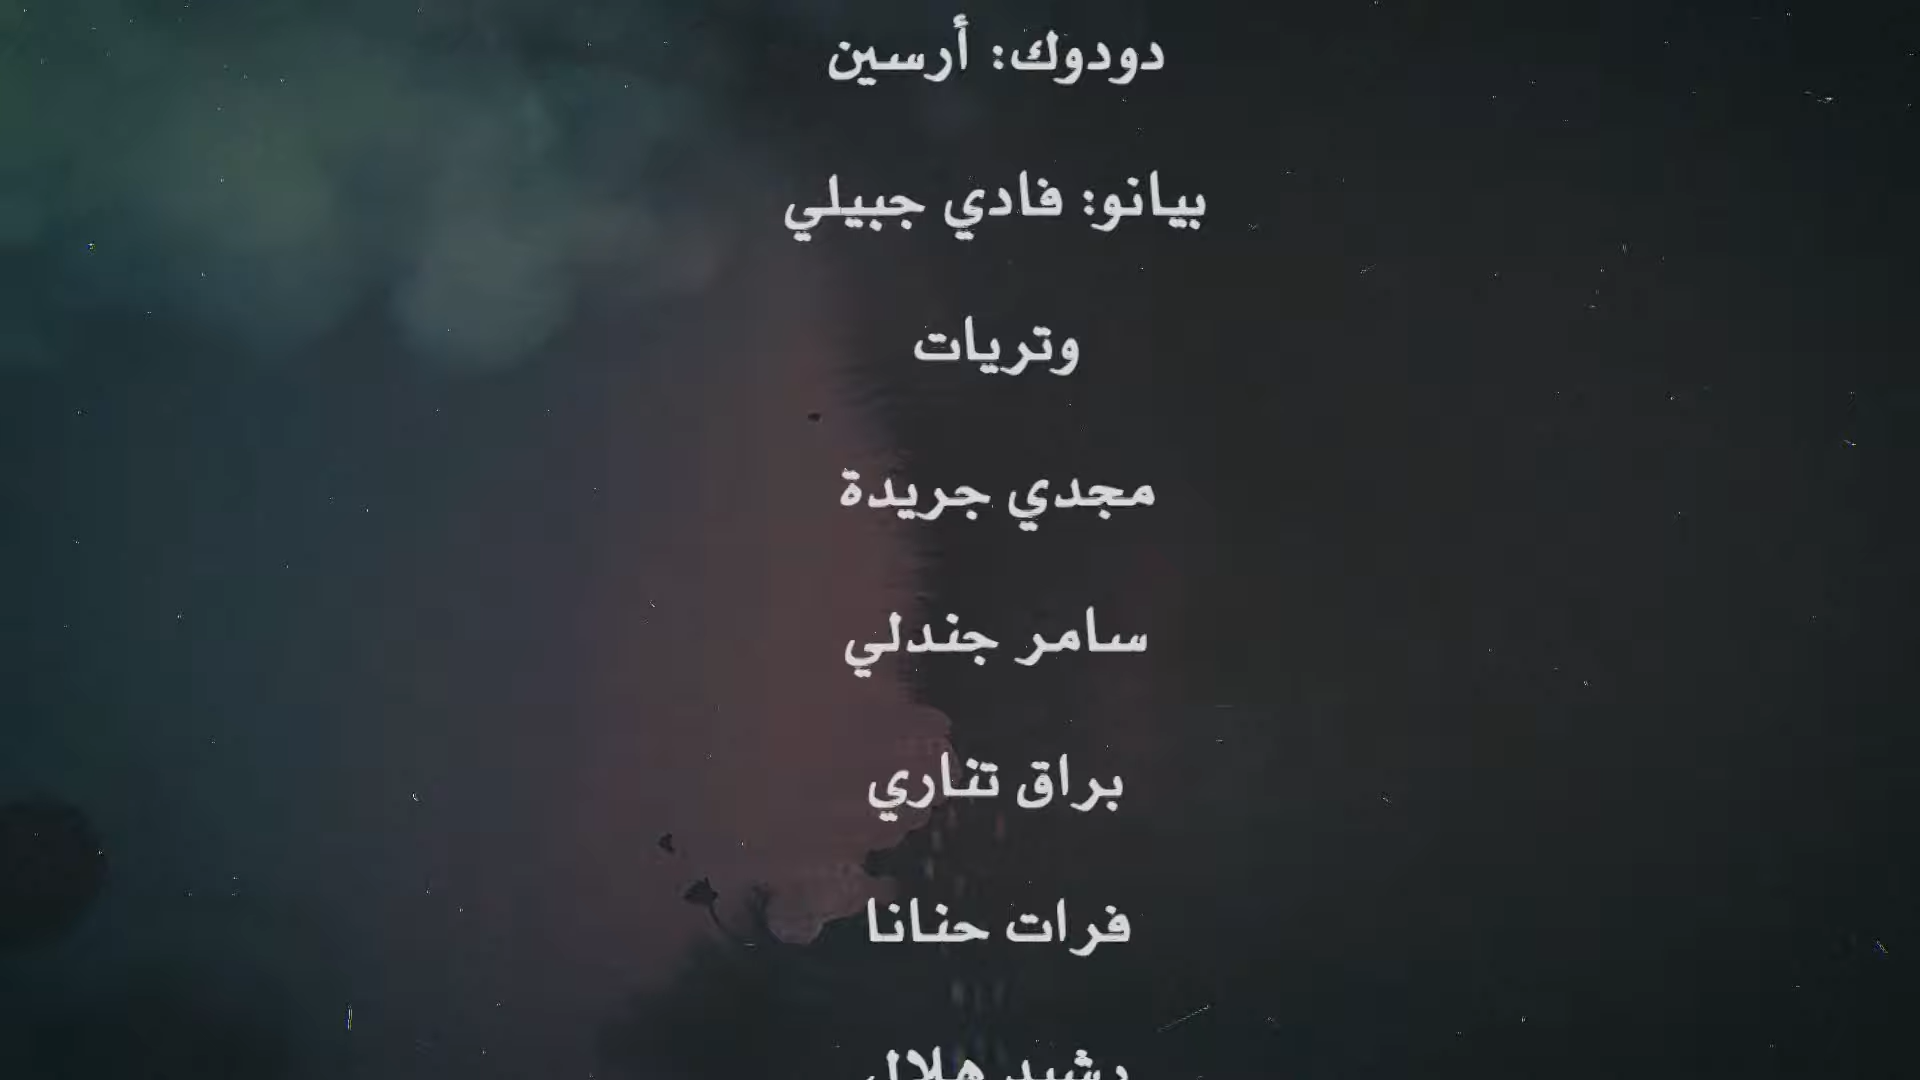 دودوك: أرسين
بيانو: فادي جبيلي
وتريات
مجدي جريدة
سامر جندلي
براق تناري
فرات حنانا
رشيد هلال